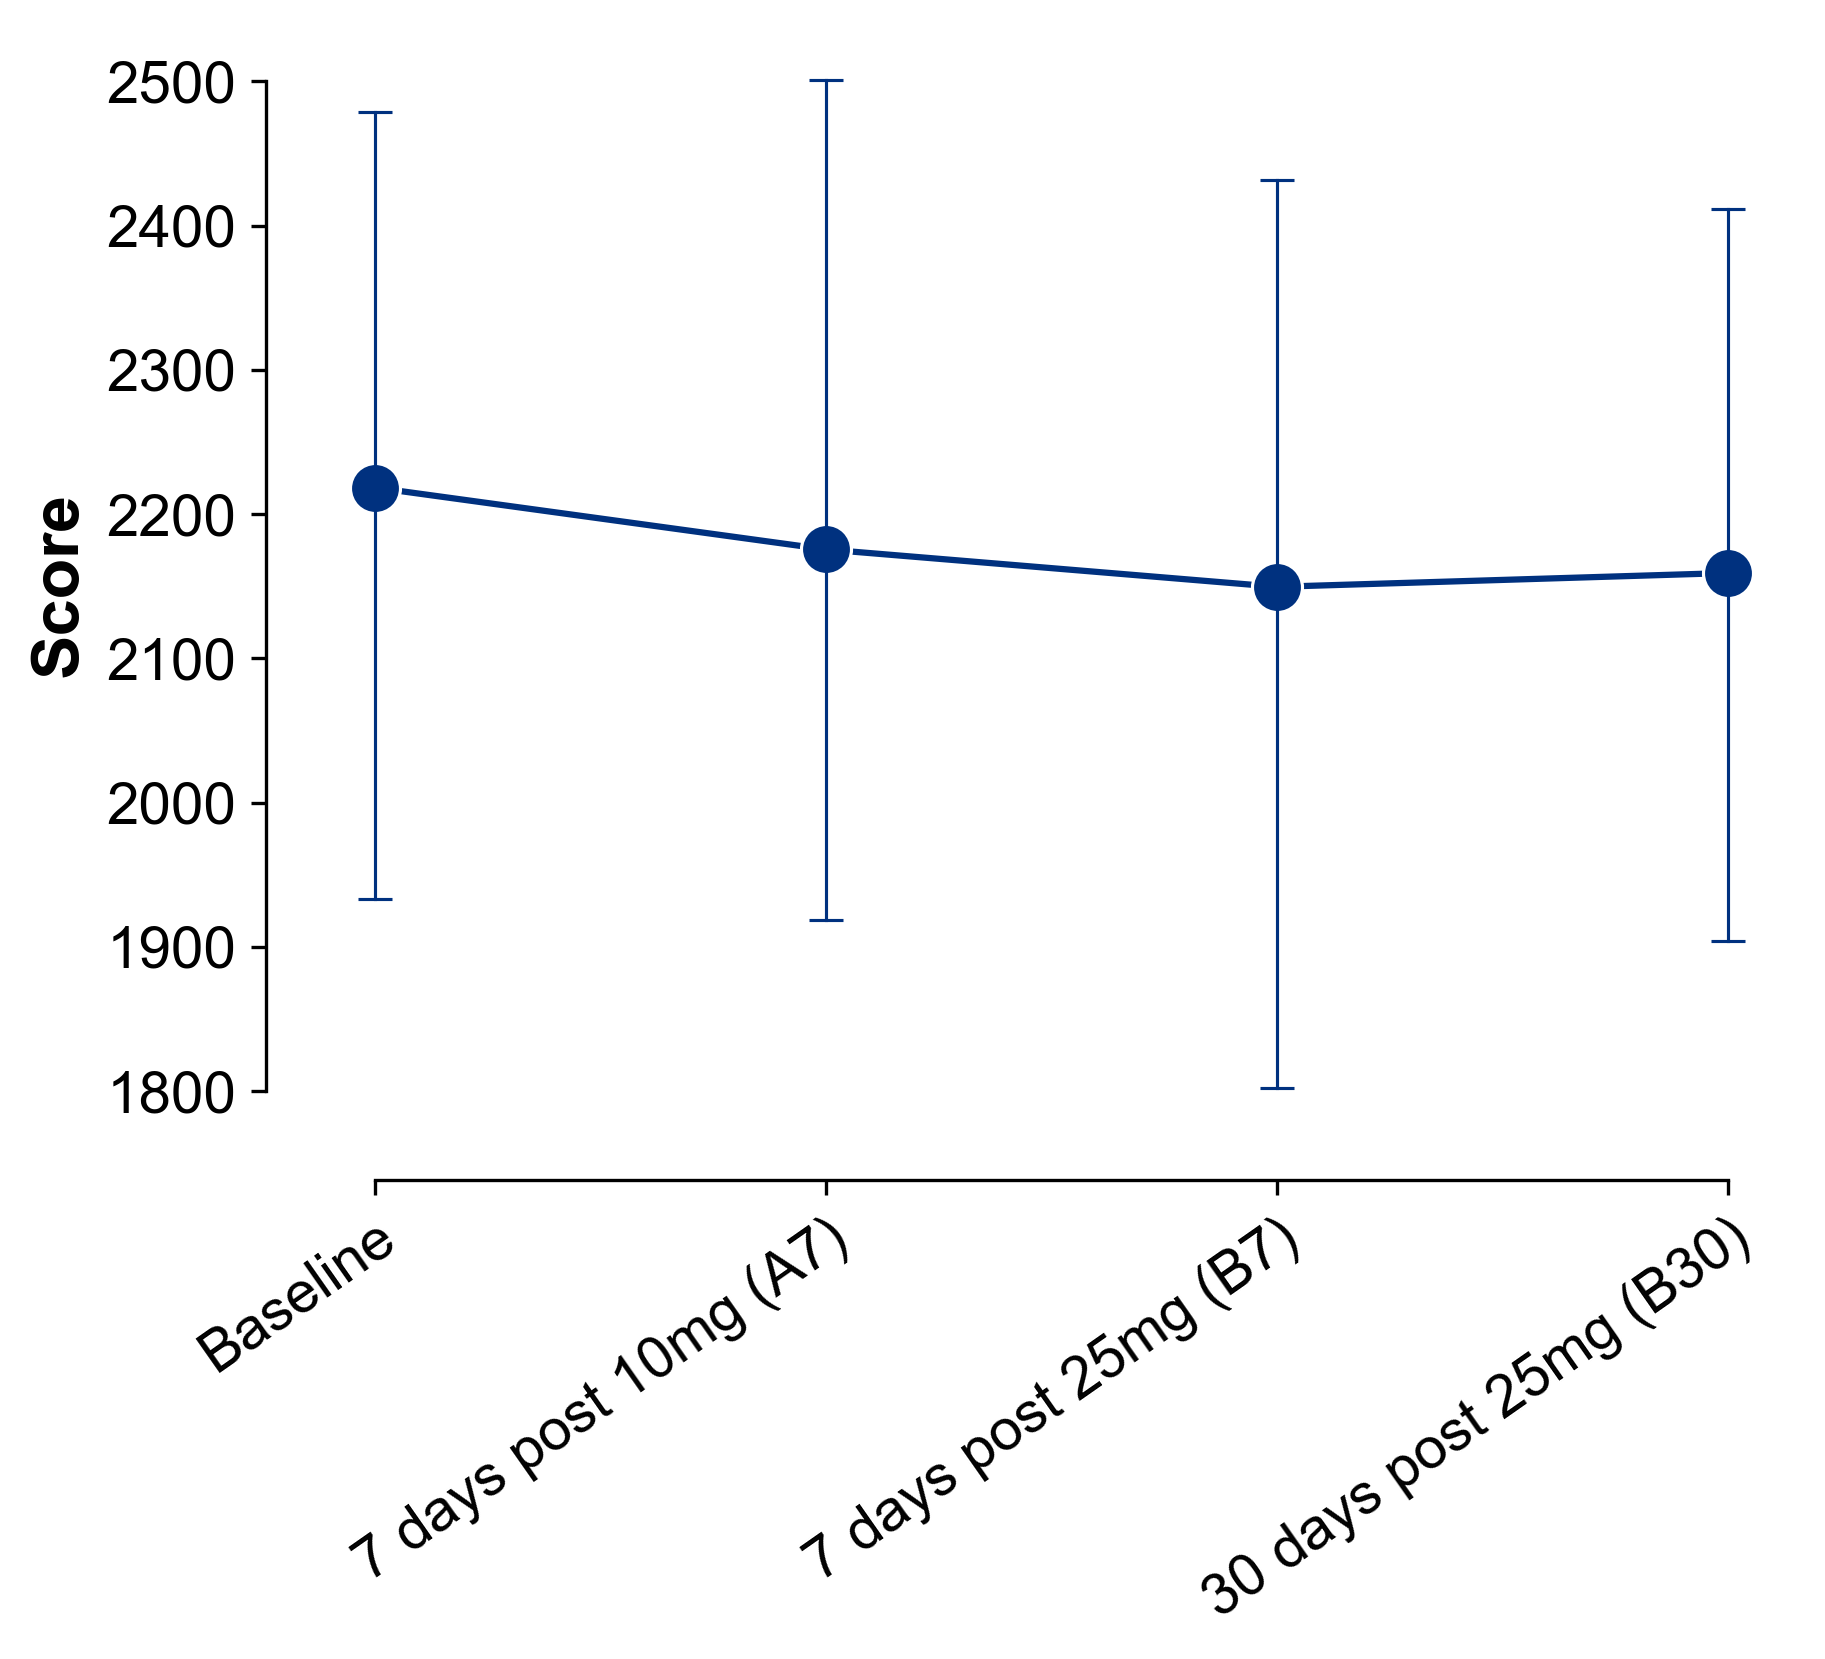 2500
2400
2300
2200
2100
2000
1900
1800
Score
Baseline
7 days post 10mg (A7)
7 days post 25mg (B7)
30 days post 25mg (B30)